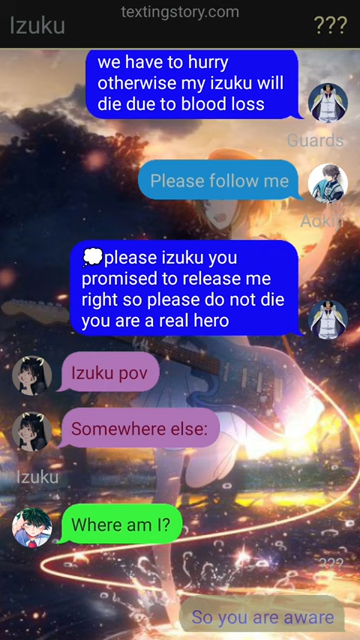 textingstory.com
Izuku
???
we have to hurry
otherwise my izuku will
die due to blood loss
Guards
Please follow me
Aokiji
💭please izuku you
promised to release me
right so please do not die
you are a real hero
Izuku pov
Somewhere else:
Izuku
Where am I?
???
So you are aware